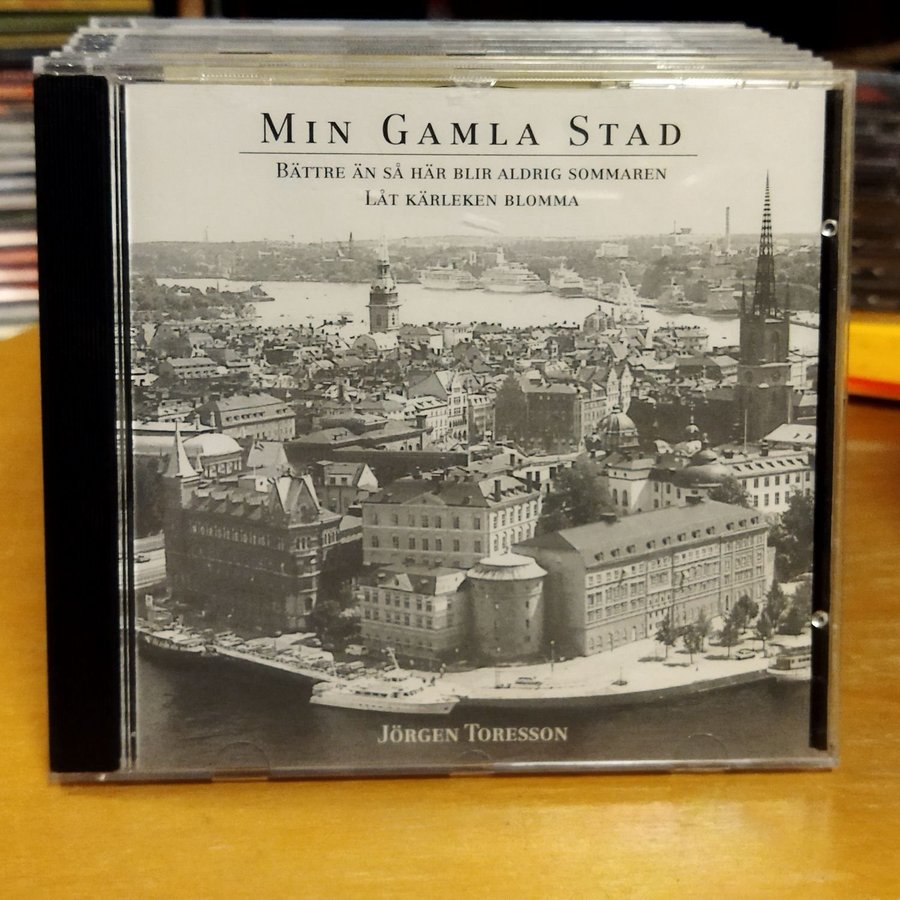 MIN GAMLA STAD
BÄTTRE ÄN SÅ HÄR BLIR ALDRIG SOMMAREN
LÅT KÄRLEKEN BLOMMA
JÖRGEN TORESSON